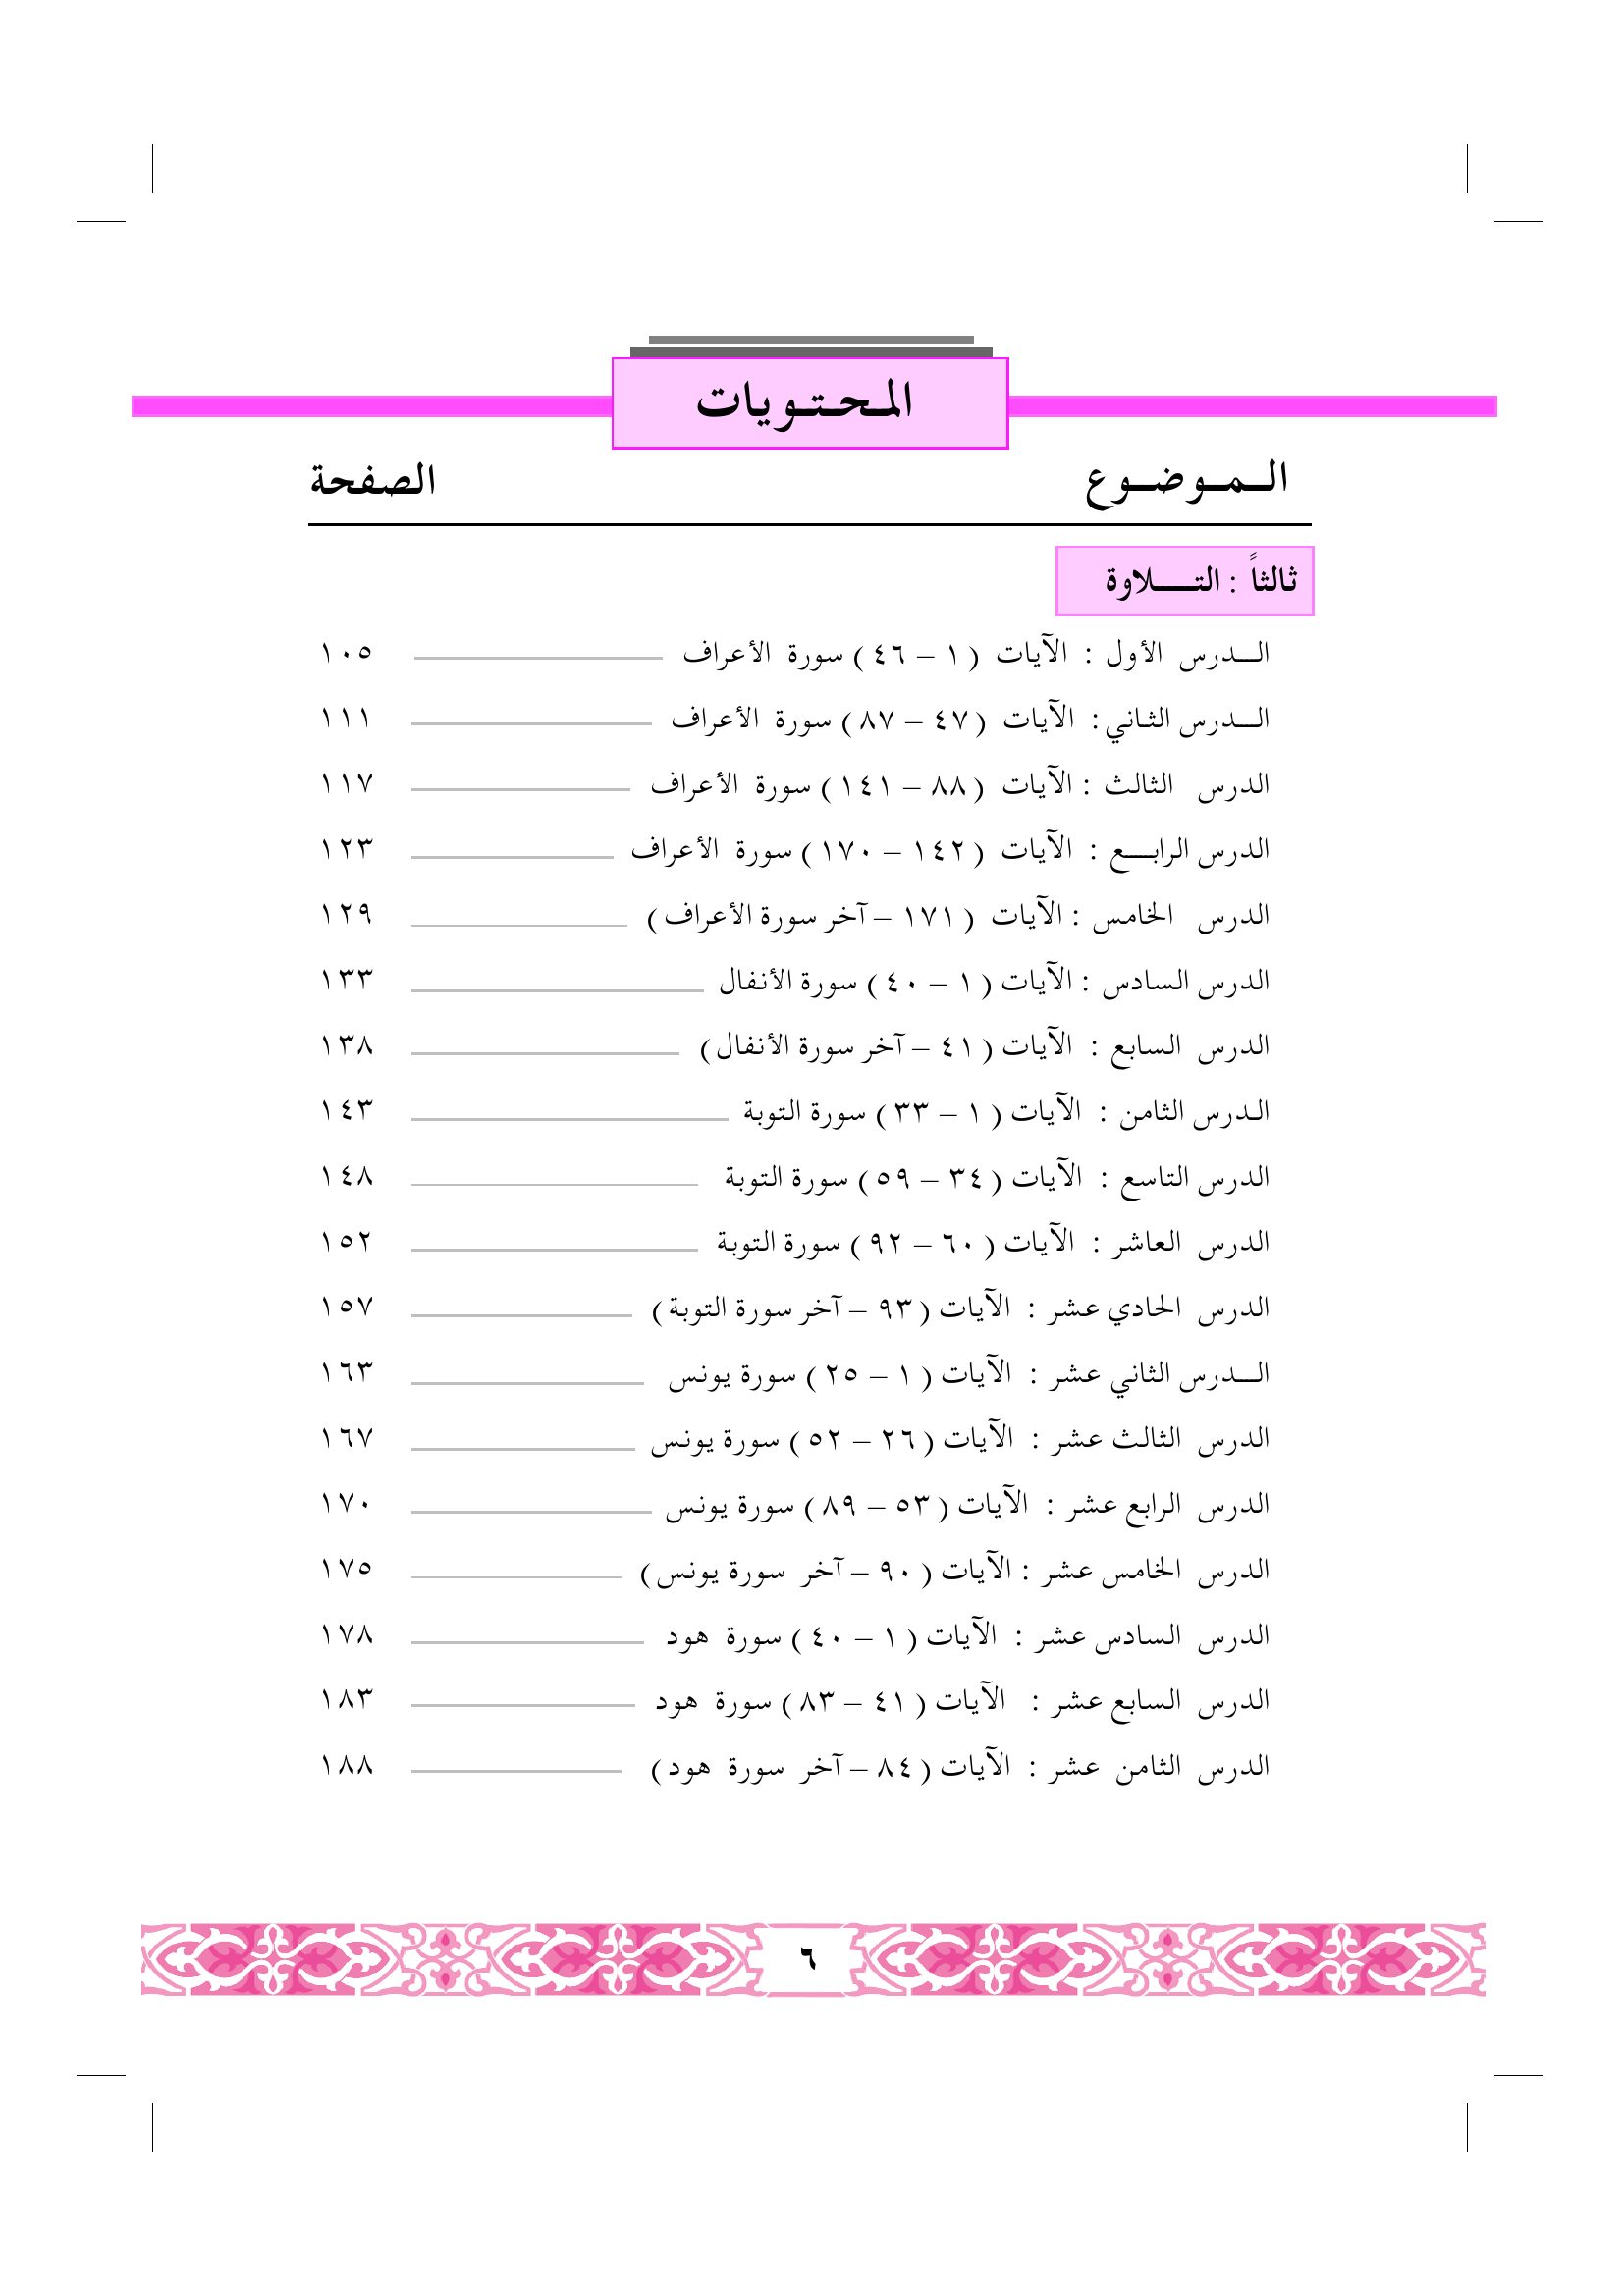 المحتويات
الموضوع الصفحة
ثالثاً : التلاوة
الدرس الأول : الآيات ( ١ – ٤٦ ) سورة الأعراف ١٠٥
الدرس الثاني : الآيات ( ٤٧ – ٨٧ ) سورة الأعراف ١١١
الدرس الثالث : الآيات ( ٨٨ – ١٤١ ) سورة الأعراف ١١٧
الدرس الرابع : الآيات ( ١٤٢ – ١٧٠ ) سورة الأعراف ١٢٣
الدرس الخامس : الآيات ( ١٧١ – آخر سورة الأعراف ) ١٢٩
الدرس السادس : الآيات ( ١ – ٤٠ ) سورة الأنفال ١٣٣
الدرس السابع : الآيات ( ٤١ – آخر سورة الأنفال ) ١٣٨
الدرس الثامن : الآيات ( ١ – ٣٣ ) سورة التوبة ١٤٣
الدرس التاسع : الآيات ( ٣٤ – ٥٩ ) سورة التوبة ١٤٨
الدرس العاشر : الآيات ( ٦٠ – ٩٢ ) سورة التوبة ١٥٢
الدرس الحادي عشر : الآيات ( ٩٣ – آخر سورة التوبة ) ١٥٧
الدرس الثاني عشر : الآيات ( ١ – ٢٥ ) سورة يونس ١٦٣
الدرس الثالث عشر : الآيات ( ٢٦ – ٥٢ ) سورة يونس ١٦٧
الدرس الرابع عشر : الآيات ( ٥٣ – ٨٩ ) سورة يونس ١٧٠
الدرس الخامس عشر : الآيات ( ٩٠ – آخر سورة يونس ) ١٧٥
الدرس السادس عشر : الآيات ( ١ – ٤٠ ) سورة هود ١٧٨
الدرس السابع عشر : الآيات ( ٤١ – ٨٣ ) سورة هود ١٨٣
الدرس الثامن عشر : الآيات ( ٨٤ – آخر سورة هود ) ١٨٨
٦